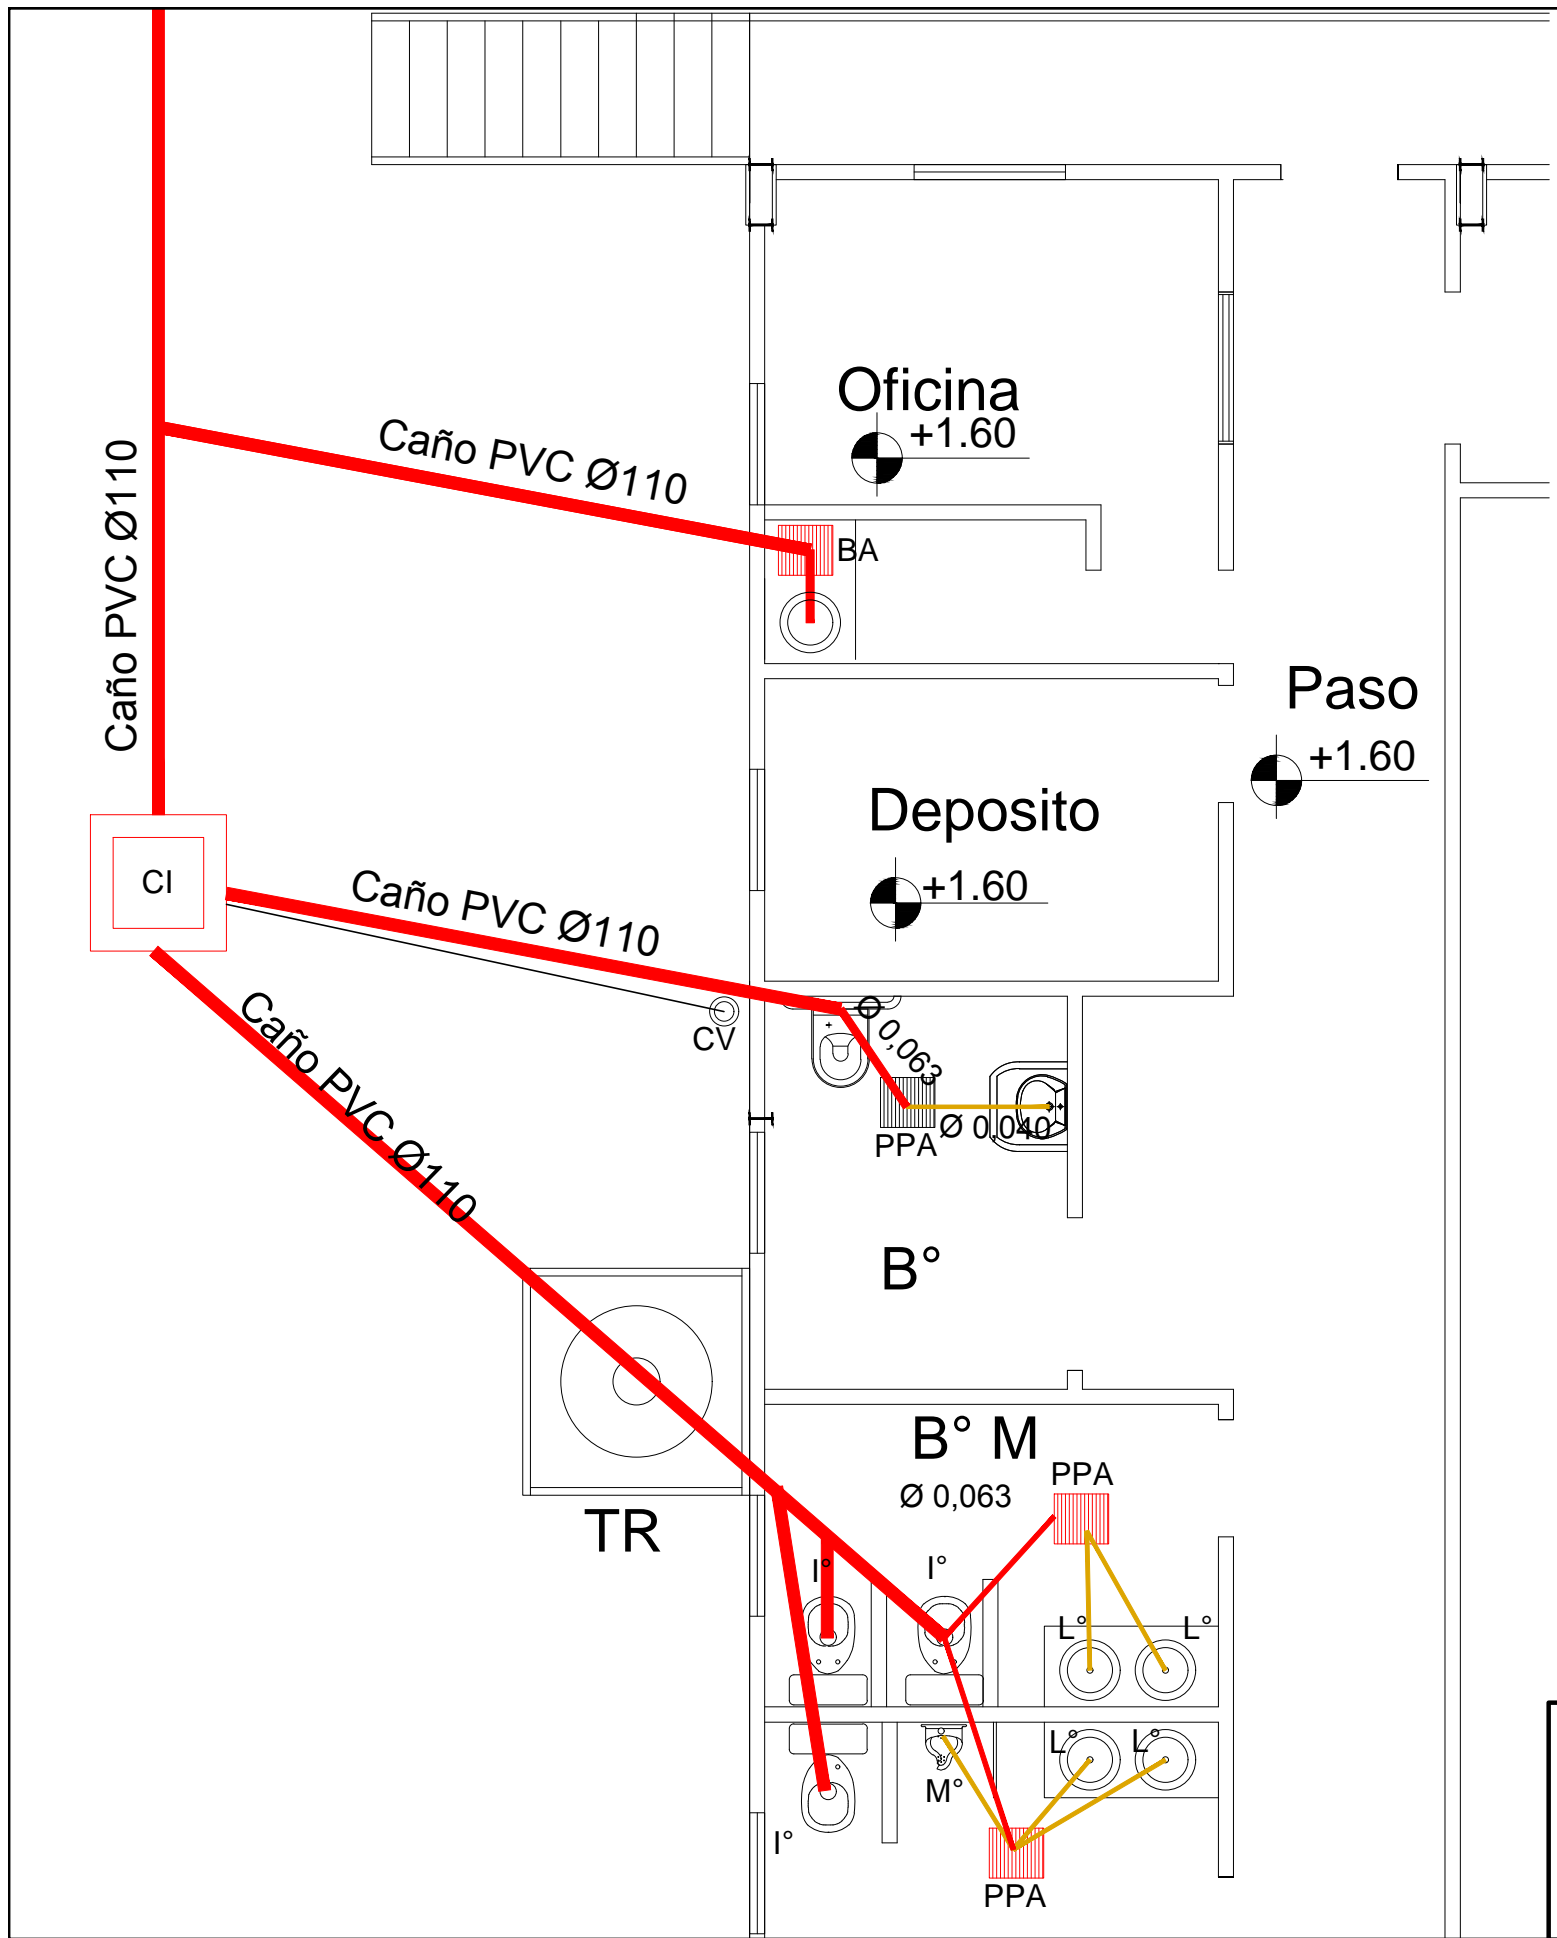 Oficina
+1.60
Caño PVC Ø110
Caño PVC Ø110
BA
Paso
+1.60
Deposito
+1.60
CI
Caño PVC Ø110
CV
Ø 0,063
PPA
Ø 0,040
Caño PVC Ø110
B°
B° M
PPA
Ø 0,063
TR
I°
I°
L°
L°
L°
L°
M°
I°
PPA